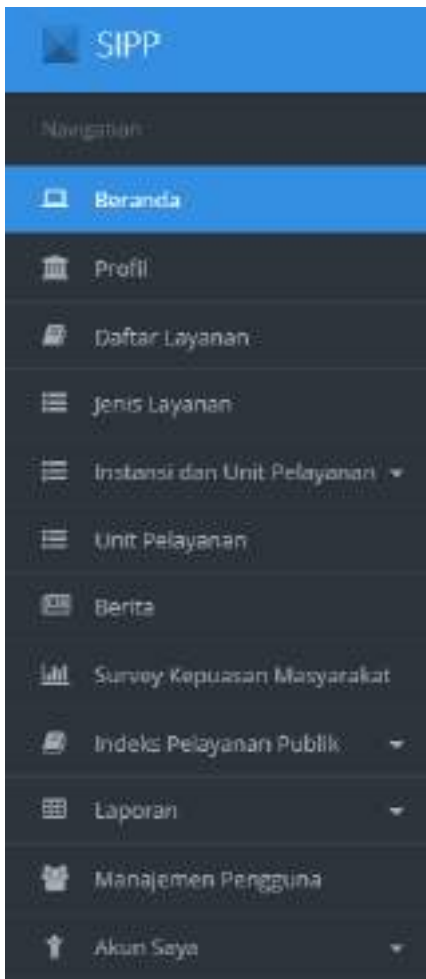 SIPP
Navigation
Beranda
Profil
Daftar Layanan
Jenis Layanan
Instansi dan Unit Pelayanan
Unit Pelayanan
Berita
Survey Kepuasan Masyarakat
Indeks Pelayanan Publik
Laporan
Manajemen Pengguna
Akun Saya